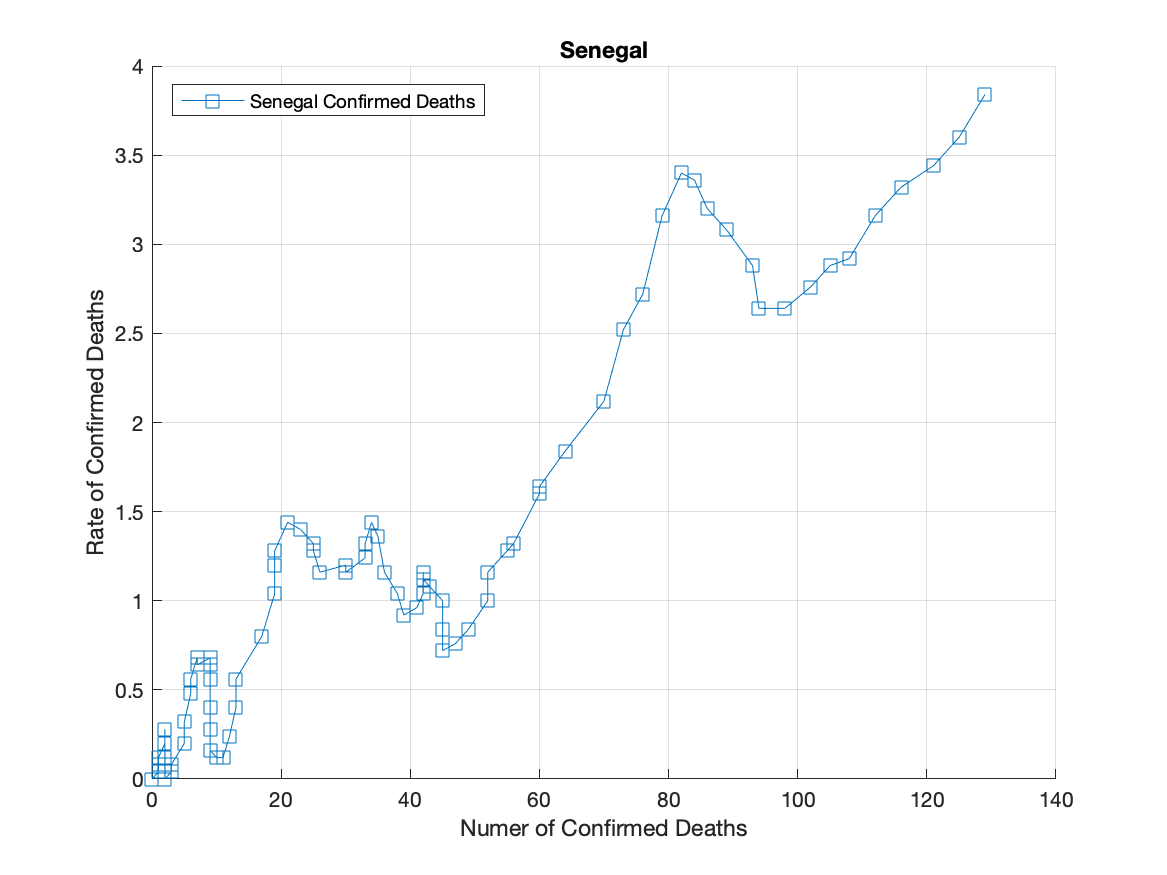 Senegal
Senegal Confirmed Deaths
4
3.5
3
2.5
2
1.5
1
0.5
0
Rate of Confirmed Deaths
0 20 40 60 80 100 120 140
Numer of Confirmed Deaths